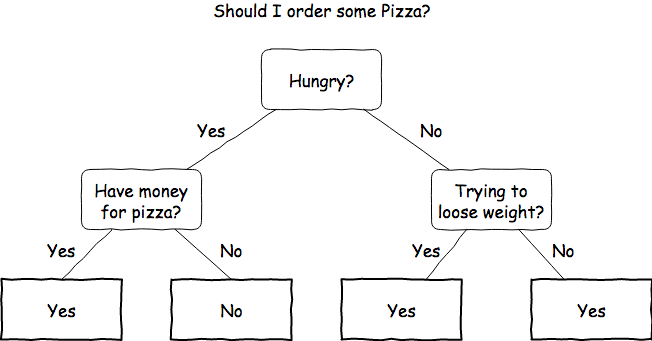 Should I order some Pizza?
Hungry?
Yes
No
Have money
for pizza?
Trying to
loose weight?
Yes
No
Yes
No
Yes
No
Yes
Yes